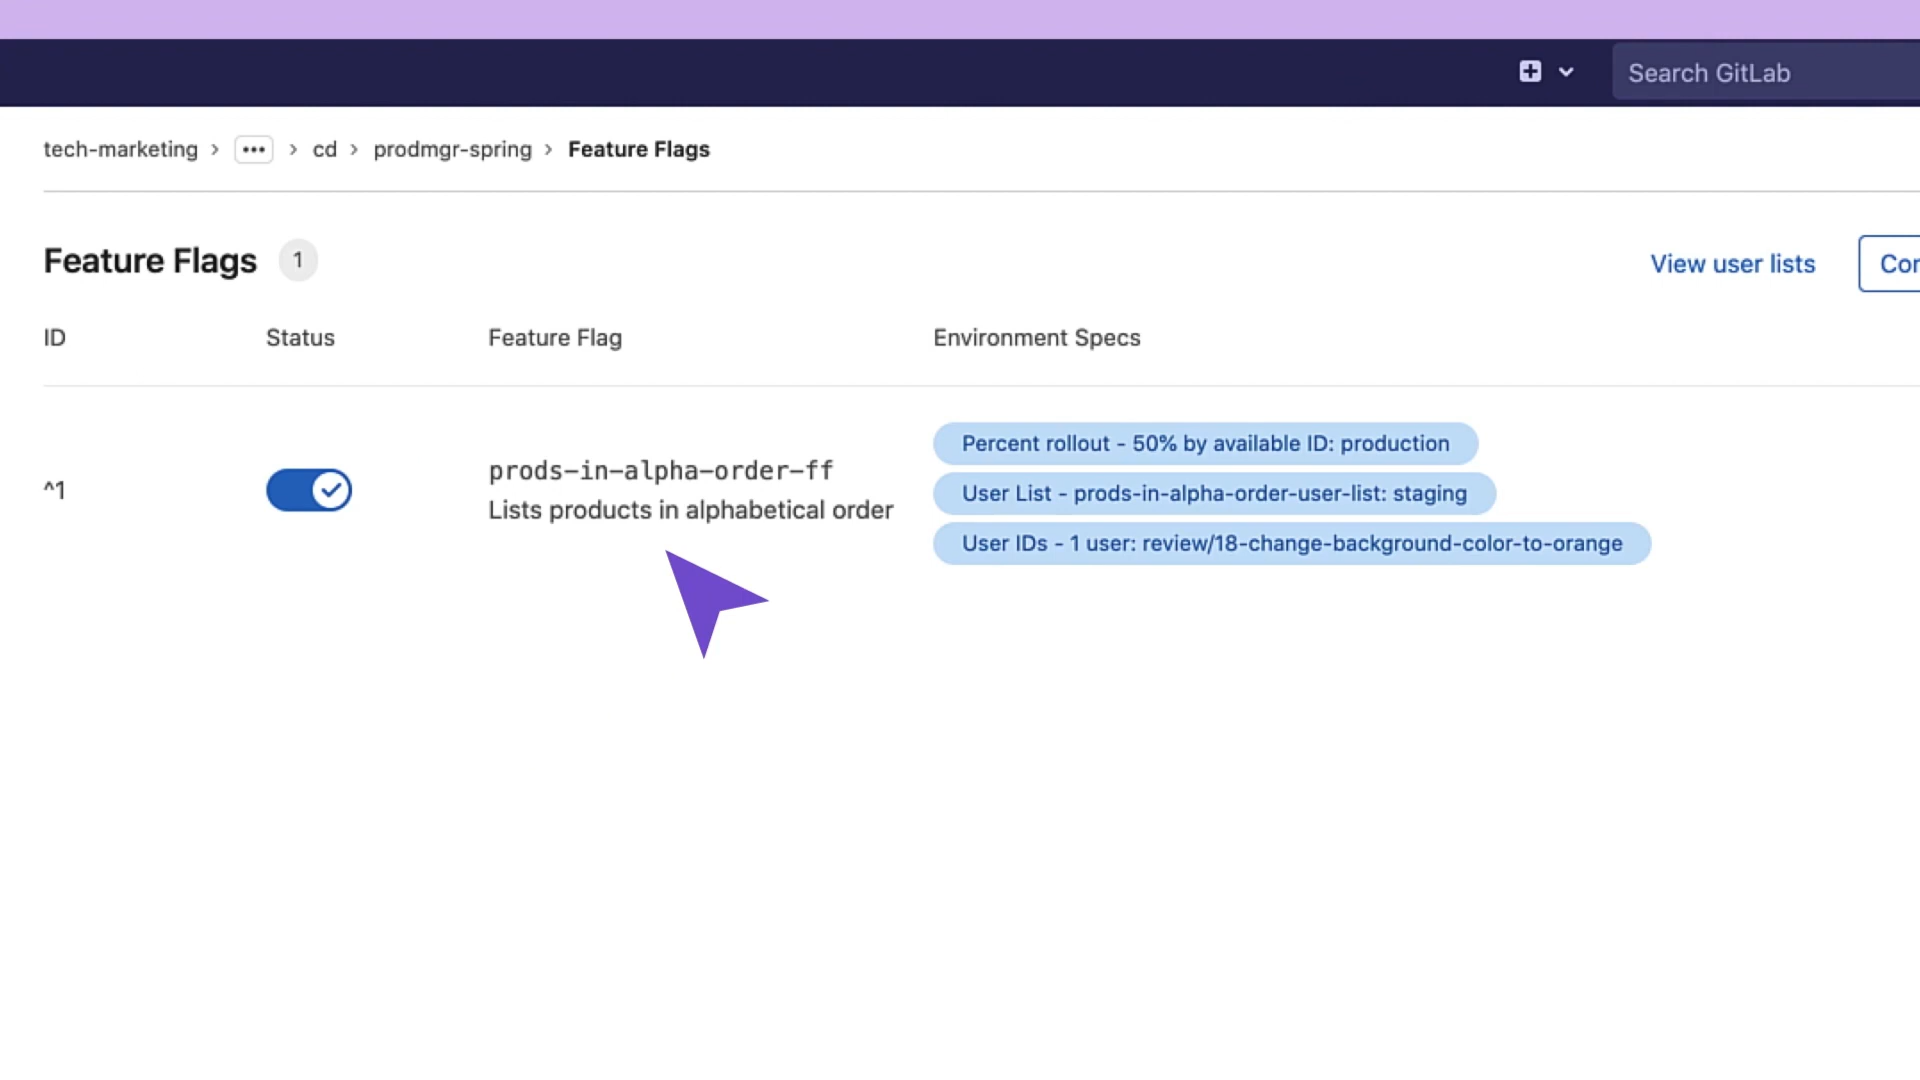 Search GitLab
tech-marketing > ••• > cd > prodmgr-spring > Feature Flags
Feature Flags 1
View user lists
ID Status Feature Flag Environment Specs
^1
prods-in-alpha-order-ff
Lists products in alphabetical order
Percent rollout - 50% by available ID: production
User List - prods-in-alpha-order-user-list: staging
User IDs - 1 user: review/18-change-background-color-to-orange